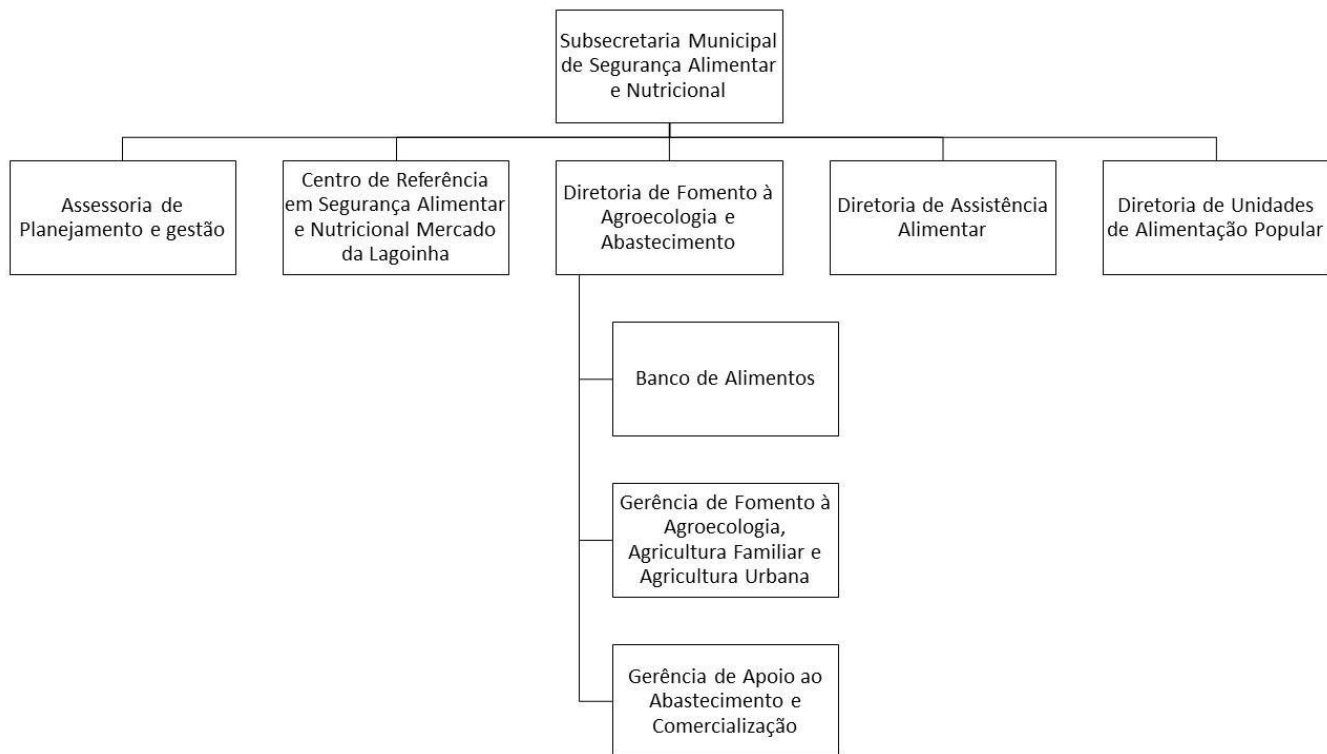 Subsecretaria Municipal
de Segurança Alimentar
e Nutricional
Assessoria de
Planejamento e gestão
Centro de Referência
em Segurança Alimentar
e Nutricional Mercado
da Lagoinha
Diretoria de Fomento à
Agroecologia e
Abastecimento
Diretoria de Assistência
Alimentar
Diretoria de Unidades
de Alimentação Popular
Banco de Alimentos
Gerência de Fomento à
Agroecologia,
Agricultura Familiar e
Agricultura Urbana
Gerência de Apoio ao
Abastecimento e
Comercialização